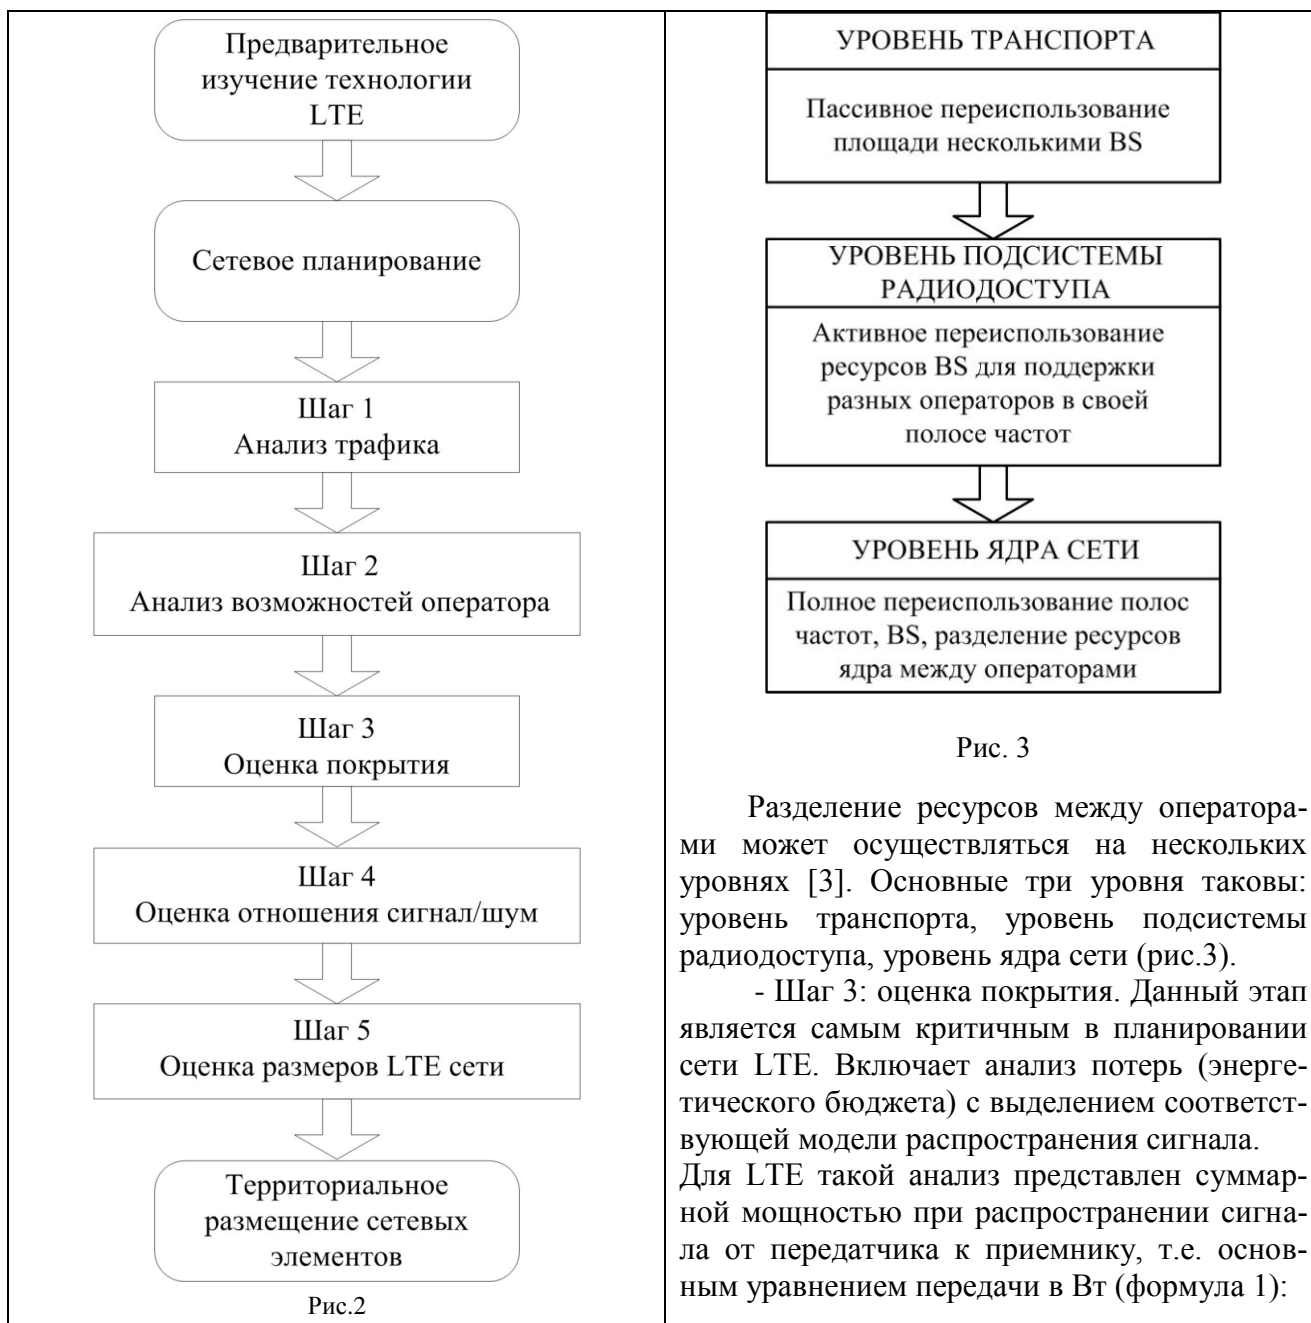 Предварительное
изучение технологии
LTE
Сетевое планирование
Шаг 1
Анализ трафика
Шаг 2
Анализ возможностей оператора
Шаг 3
Оценка покрытия
Шаг 4
Оценка отношения сигнал/шум
Шаг 5
Оценка размеров LTE сети
Территориальное
размещение сетевых
элементов
Рис.2
УРОВЕНЬ ТРАНСПОРТА
Пассивное переиспользование
площади несколькими BS
УРОВЕНЬ ПОДСИСТЕМЫ
РАДИОДОСТУПА
Активное переиспользование
ресурсов BS для поддержки
разных операторов в своей
полосе частот
УРОВЕНЬ ЯДРА СЕТИ
Полное переиспользование полос
частот, BS, разделение ресурсов
ядра между операторами
Рис. 3
Разделение ресурсов между оператора-
ми может осуществляться на нескольких
уровнях [3]. Основные три уровня таковы:
уровень транспорта, уровень подсистемы
радиодоступа, уровень ядра сети (рис.3).
- Шаг 3: оценка покрытия. Данный этап
является самым критичным в планировании
сети LTE. Включает анализ потерь (энерге-
тического бюджета) с выделением соответст-
вующей модели распространения сигнала.
Для LTE такой анализ представлен суммар-
ной мощностью при распространении сигна-
ла от передатчика к приемнику, т.е. основ-
ным уравнением передачи в Вт (формула 1):